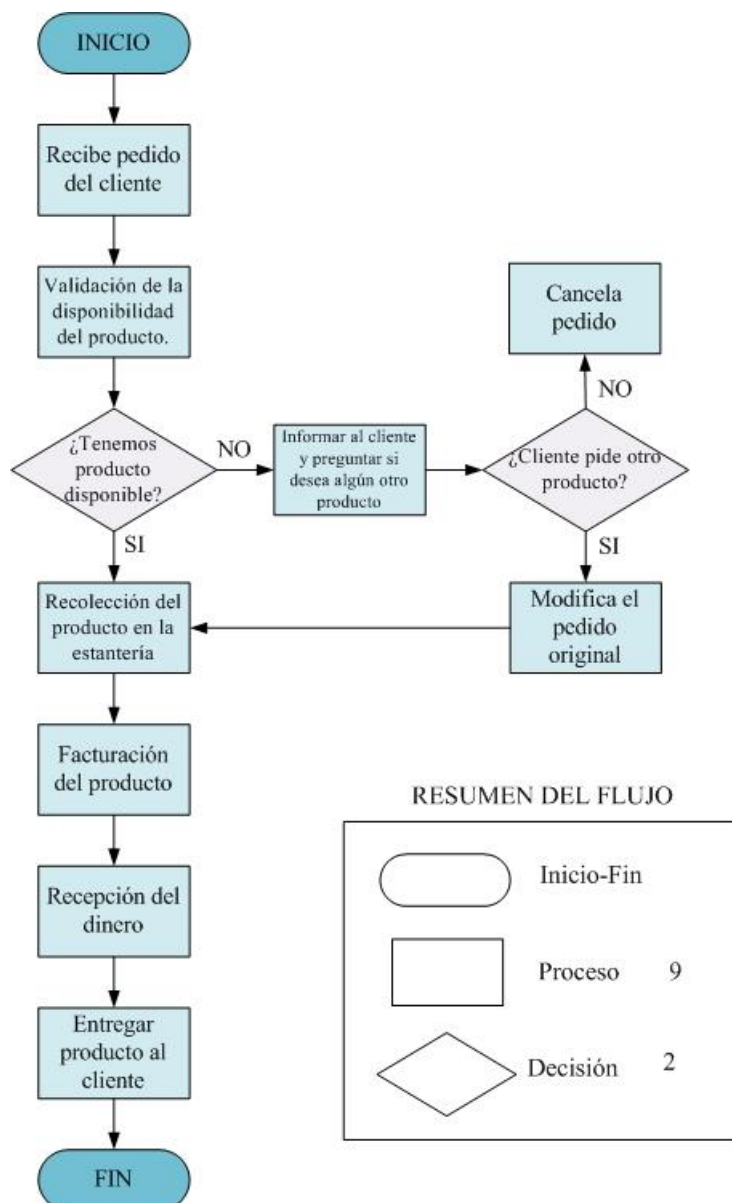 INICIO
Recibe pedido
del cliente
Validación de la
disponibilidad
del producto.
Cancela
pedido
NO
¿Tenemos
producto
disponible?
NO
Informar al cliente
y preguntar si
desea algún otro
producto
¿Cliente pide otro
producto?
SI
SI
Recolección del
producto en la
estantería
Modifica el
pedido
original
Facturación
del producto
RESUMEN DEL FLUJO
Inicio-Fin
Recepción del
dinero
Proceso 9
Entregar
producto al
cliente
Decisión 2
FIN